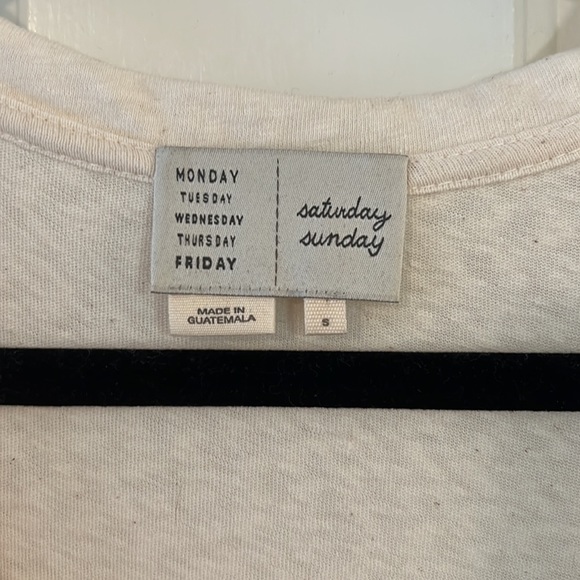 MONDAY
TUESDAY
WEDNESDAY
THURSDAY
FRIDAY
saturday
sunday
MADE IN
GUATEMALA
S